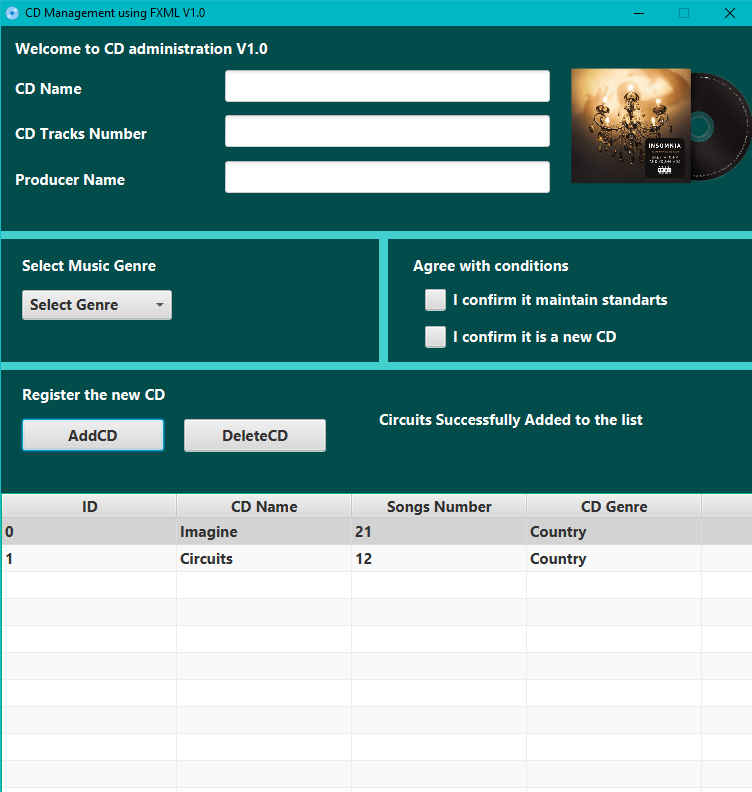 CD Management using FXML V1.0
Welcome to CD administration V1.0
CD Name
CD Tracks Number
Producer Name
INSOMNIA
Select Music Genre
Select Genre
Agree with conditions
I confirm it maintain standarts
I confirm it is a new CD
Register the new CD
AddCD DeleteCD
Circuits Successfully Added to the list
ID CD Name Songs Number CD Genre
0 Imagine 21 Country
1 Circuits 12 Country